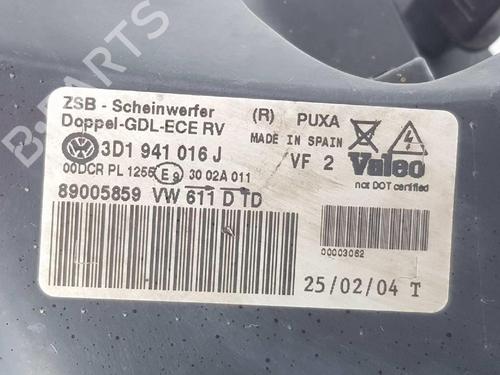 ZSB - Scheinwerfer (R) PUXA
Doppel-GDL-ECE RV MADE IN SPAIN
3D1 941 016 J VF 2 Valeo
00DCR PL 1255 E9 30 02A 011 not DOT certified
89005859 VW 611 D TD
00003062
25/02/04 T